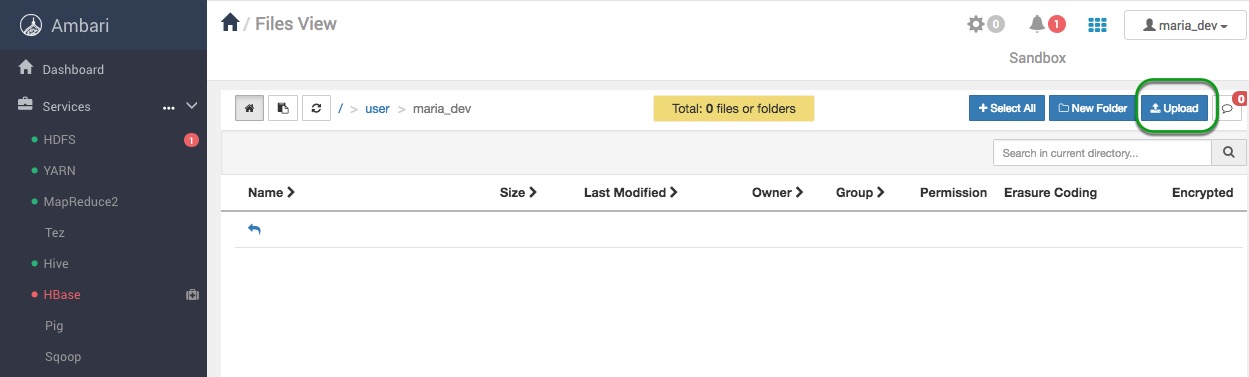 Ambari
/ Files View
0
1
maria_dev
Sandbox
Dashboard
Services
HDFS 1
YARN
MapReduce2
Tez
Hive
HBase
Pig
Sqoop
/ > user > maria_dev
Total: 0 files or folders
Select All
New Folder
Upload
0
Search in current directory...
Name Size Last Modified Owner Group Permission Erasure Coding Encrypted